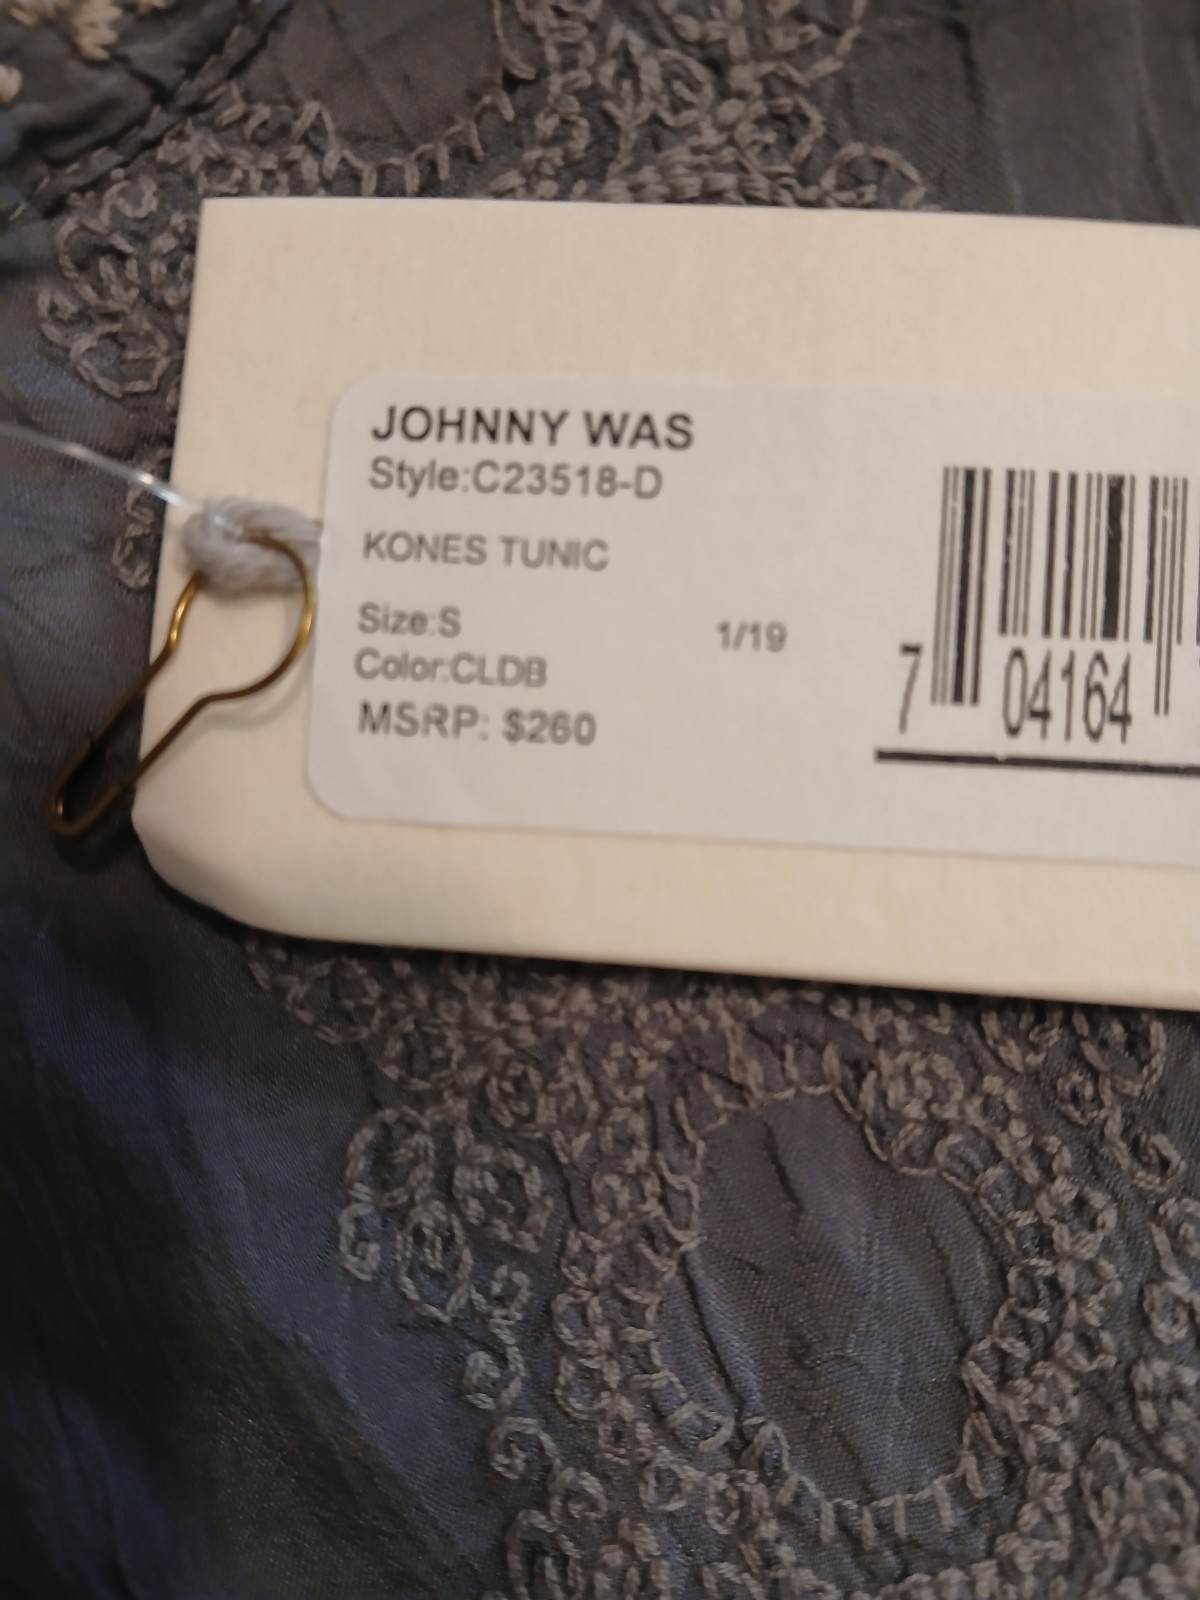 JOHNNY WAS
Style:C23518-D
KONES TUNIC
Size:S
1/19
Color:CLDB
MSRP: $260
7 04164